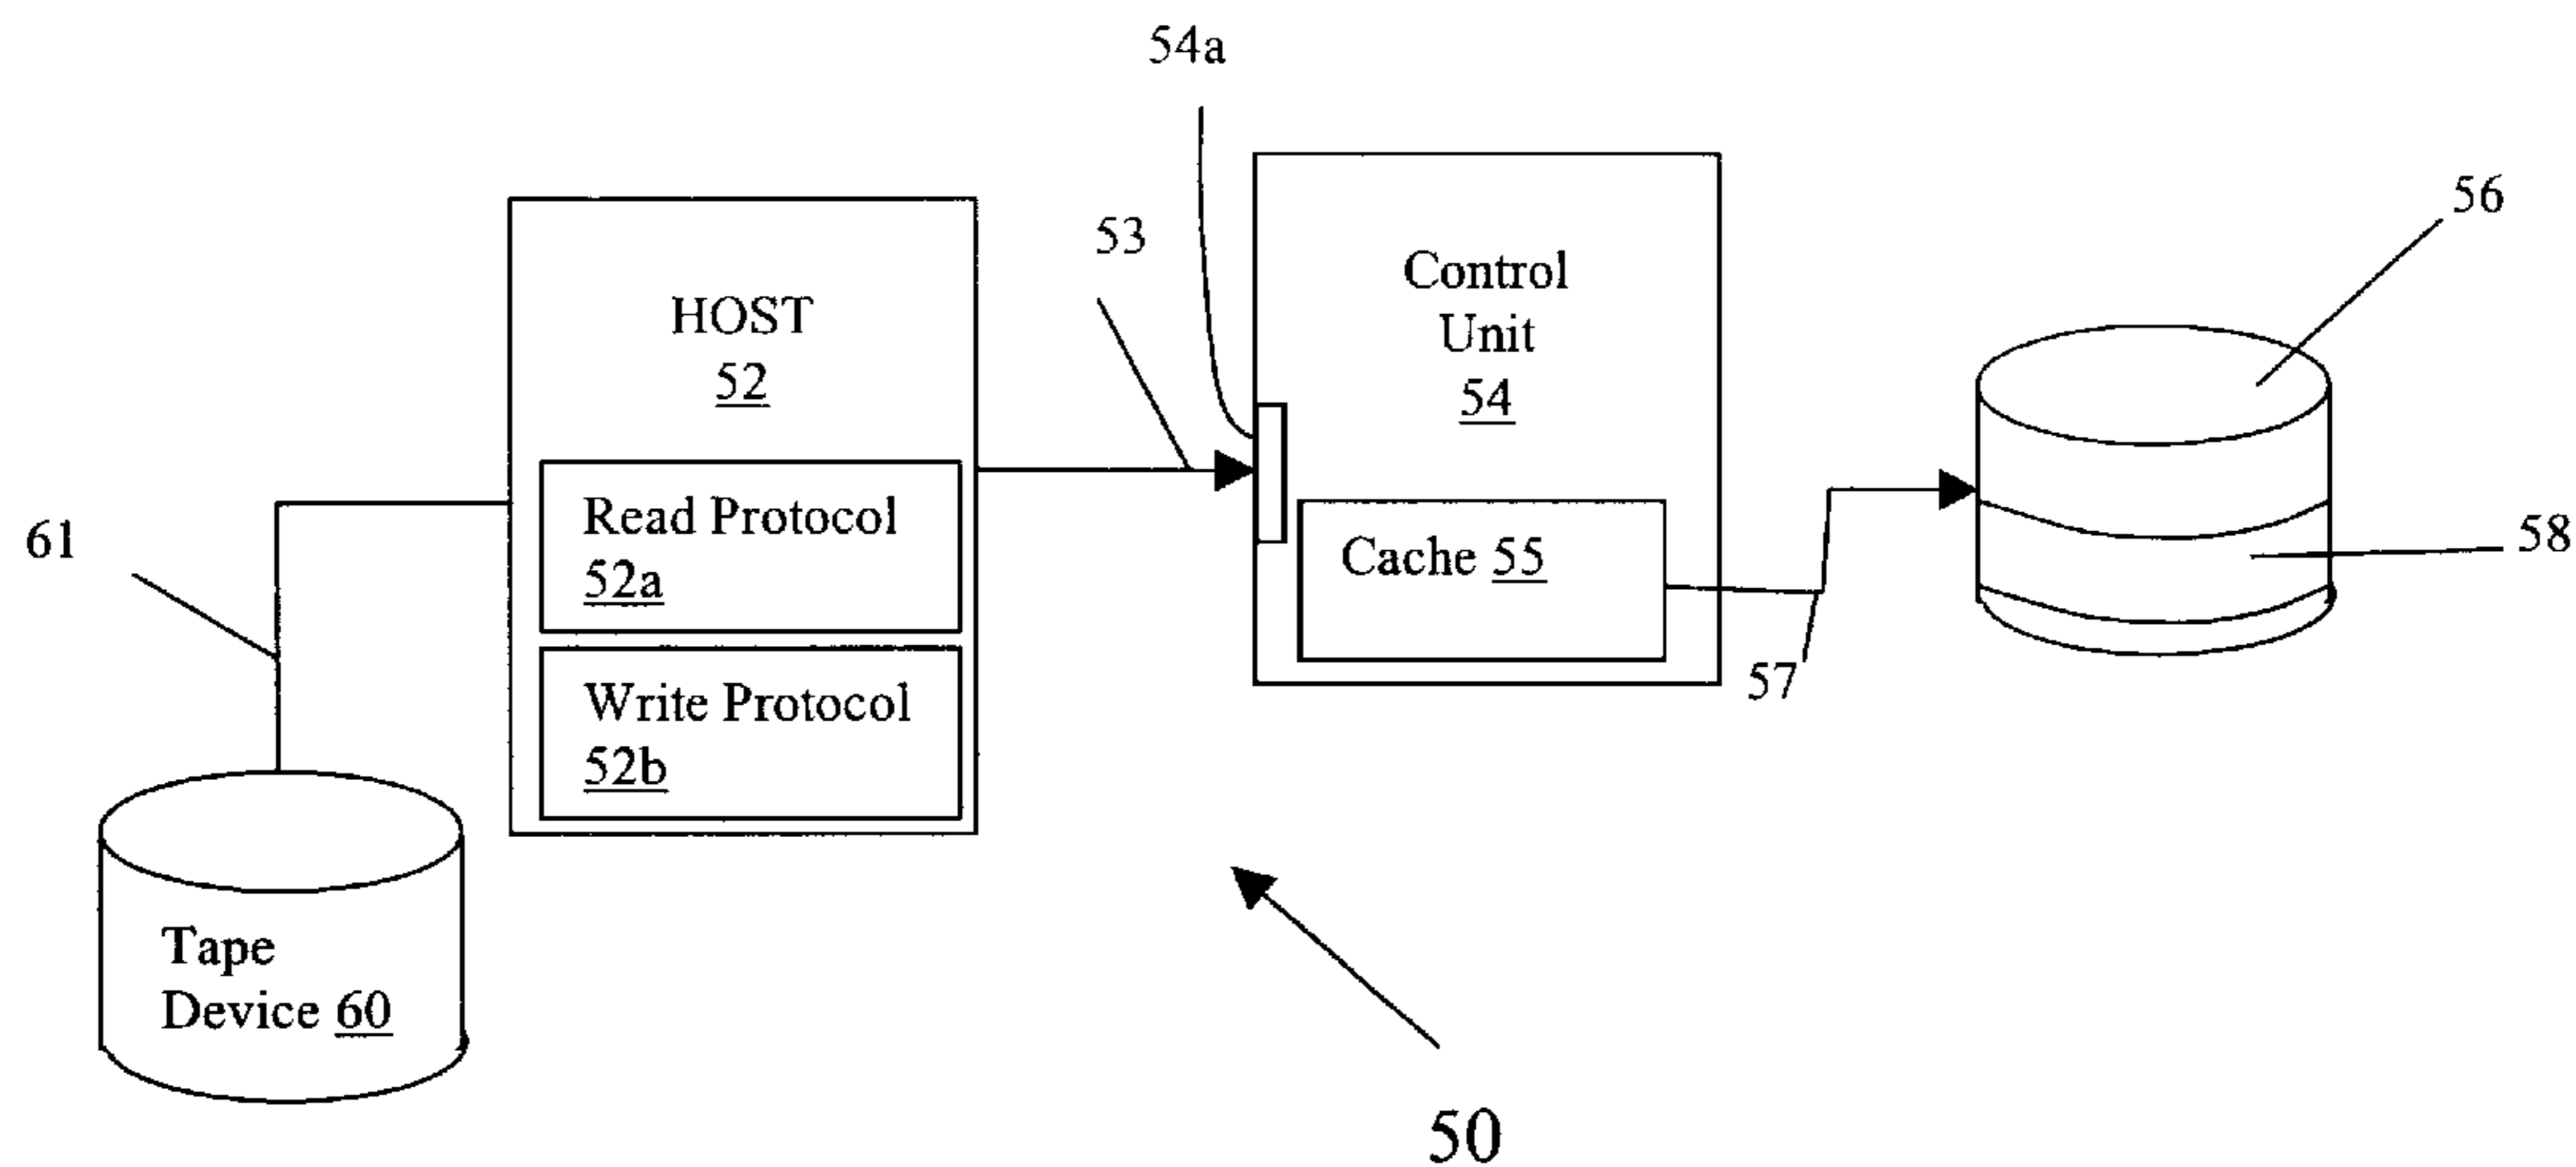 54a
56
53
Control
Unit
54
HOST
52
Read Protocol
52a
Cache 55
58
61
57
Write Protocol
52b
Tape
Device 60
50